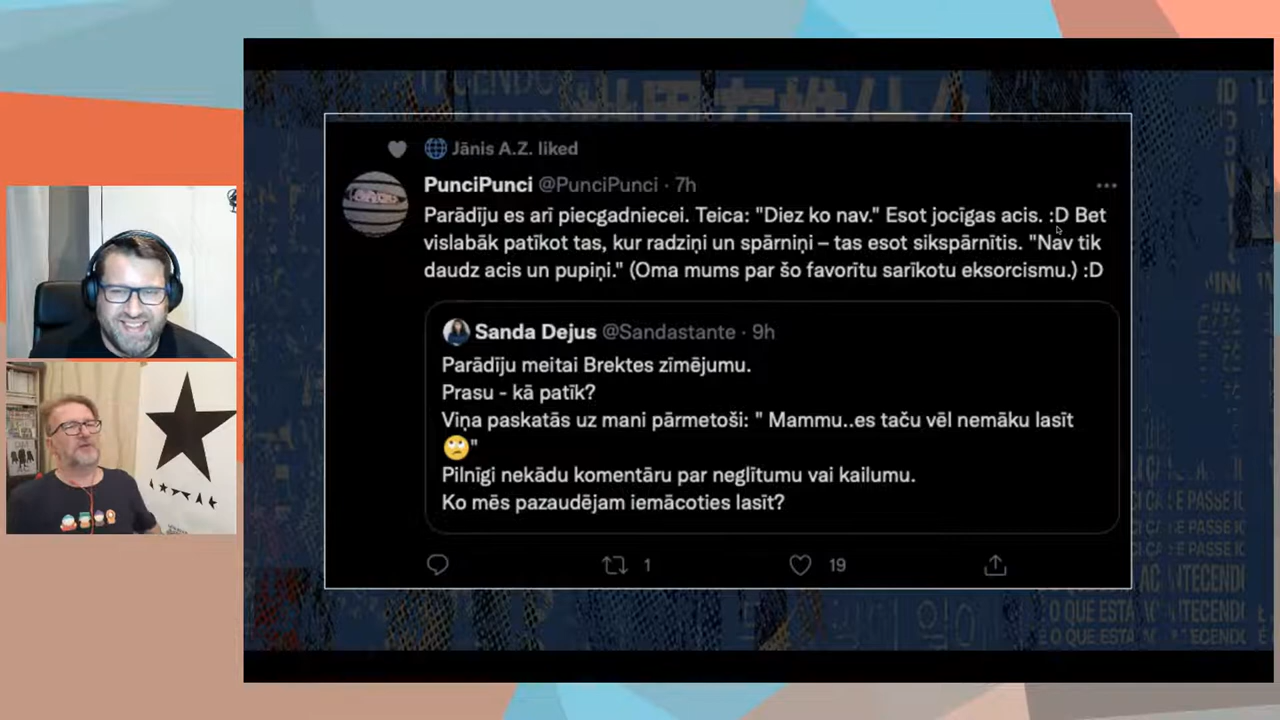 Jānis A.Z. liked
PunciPunci @PunciPunci · 7h
Parādīju es arī piecgadniecei. Teica: "Diez ko nav." Esot jocīgas acis. :D Bet
vislabāk patīkot tas, kur radziņi un spārniņi – tas esot sikspārnītis. "Nav tik
daudz acis un pupiņi." (Oma mums par šo favorītu sarīkotu eksorcismu.) :D
Sanda Dejus @Sandastante · 9h
Parādīju meitai Brektes zīmējumu.
Prasu - kā patīk?
Viņa paskatās uz mani pārmetoši: " Mammu..es taču vēl nemāku lasīt
🙄"
Pilnīgi nekādu komentāru par neglītumu vai kailumu.
Ko mēs pazaudējam iemācoties lasīt?
1
19
O QUE ESTÁ